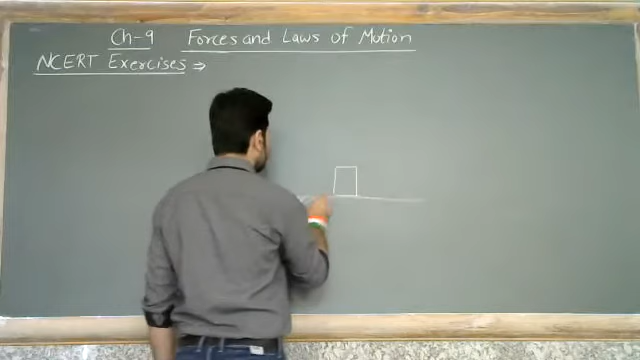 Ch-9 Forces and Laws of Motion
NCERT Exercises ⇒